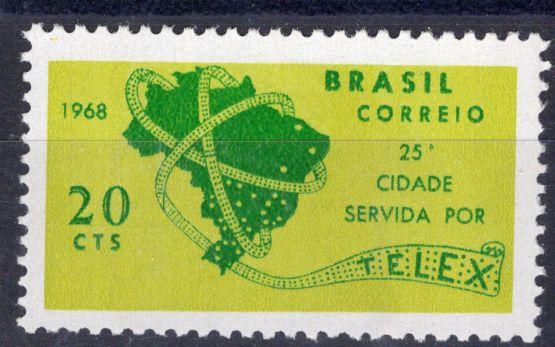 BRASIL
CORREIO
1968
25ª
CIDADE
SERVIDA POR
TELEX
20
CTS